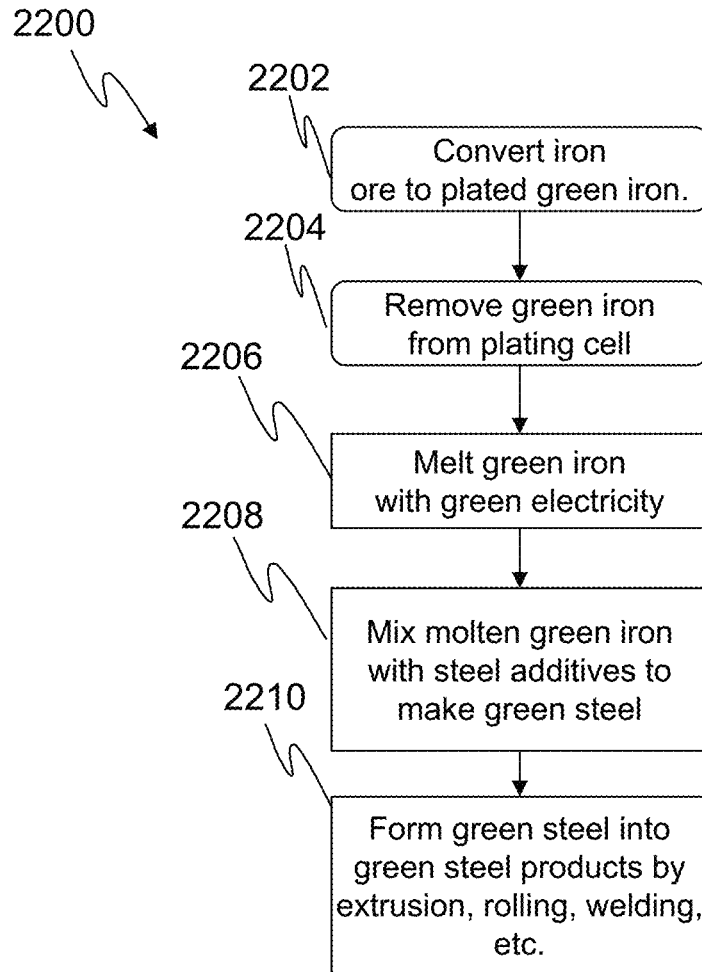 2200
2202
Convert iron
ore to plated green iron.
2204
Remove green iron
from plating cell
2206
Melt green iron
with green electricity
2208
Mix molten green iron
with steel additives to
make green steel
2210
Form green steel into
green steel products by
extrusion, rolling, welding,
etc.